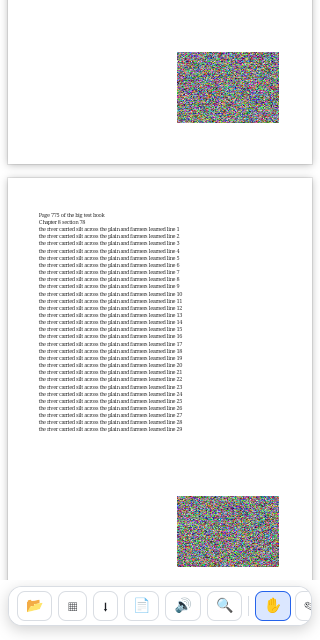 Page 775 of the big test book
Chapter 8 section 78
the river carried silt across the plain and farmers learned line 1
the river carried silt across the plain and farmers learned line 2
the river carried silt across the plain and farmers learned line 3
the river carried silt across the plain and farmers learned line 4
the river carried silt across the plain and farmers learned line 5
the river carried silt across the plain and farmers learned line 6
the river carried silt across the plain and farmers learned line 7
the river carried silt across the plain and farmers learned line 8
the river carried silt across the plain and farmers learned line 9
the river carried silt across the plain and farmers learned line 10
the river carried silt across the plain and farmers learned line 11
the river carried silt across the plain and farmers learned line 12
the river carried silt across the plain and farmers learned line 13
the river carried silt across the plain and farmers learned line 14
the river carried silt across the plain and farmers learned line 15
the river carried silt across the plain and farmers learned line 16
the river carried silt across the plain and farmers learned line 17
the river carried silt across the plain and farmers learned line 18
the river carried silt across the plain and farmers learned line 19
the river carried silt across the plain and farmers learned line 20
the river carried silt across the plain and farmers learned line 21
the river carried silt across the plain and farmers learned line 22
the river carried silt across the plain and farmers learned line 23
the river carried silt across the plain and farmers learned line 24
the river carried silt across the plain and farmers learned line 25
the river carried silt across the plain and farmers learned line 26
the river carried silt across the plain and farmers learned line 27
the river carried silt across the plain and farmers learned line 28
the river carried silt across the plain and farmers learned line 29